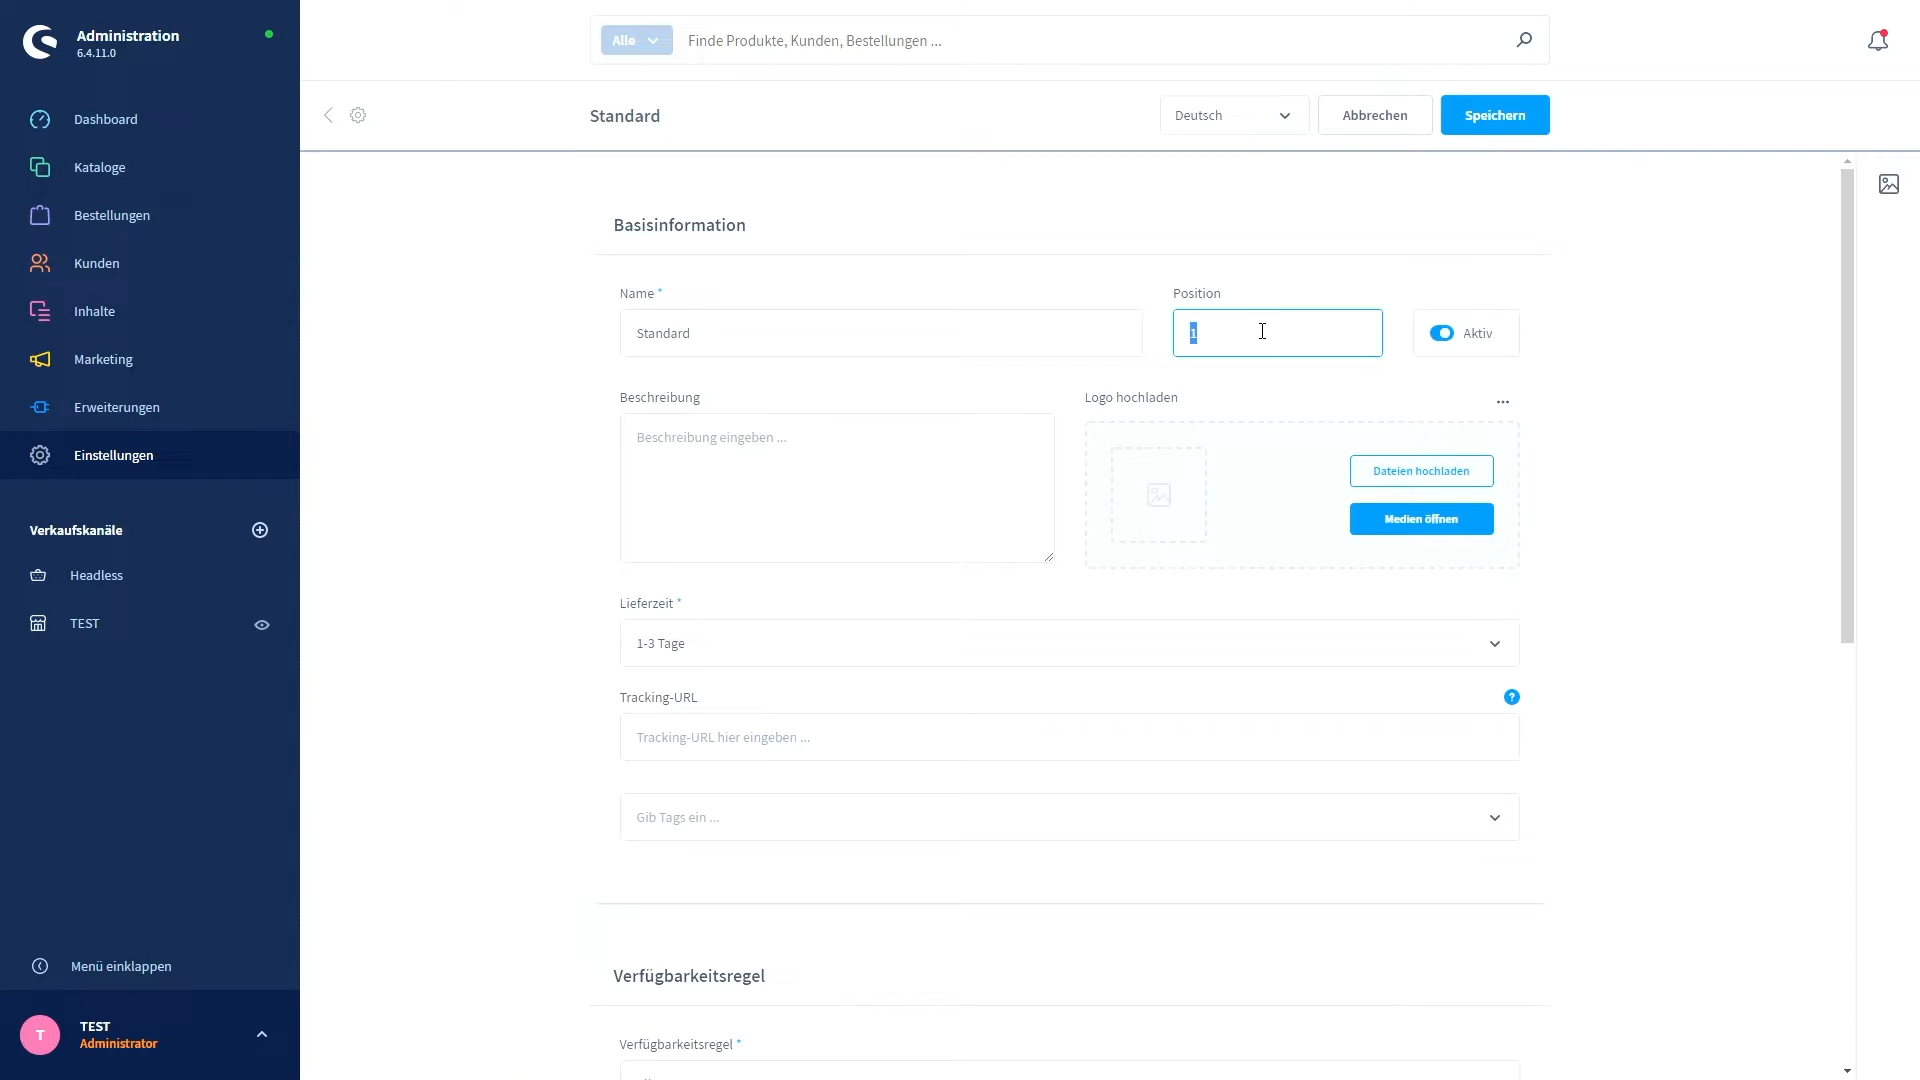 Administration
6.4.11.0
Dashboard
Kataloge
Bestellungen
Kunden
Inhalte
Marketing
Erweiterungen
Einstellungen
Verkaufskanäle
Headless
TEST
Menü einklappen
T
TEST
Administrator
Alle
Finde Produkte, Kunden, Bestellungen ...
Standard
Deutsch
Abbrechen
Speichern
Basisinformation
Name *
Position
Standard
1
Aktiv
Beschreibung
Logo hochladen
Beschreibung eingeben ...
Dateien hochladen
Medien öffnen
Lieferzeit *
1-3 Tage
Tracking-URL
?
Tracking-URL hier eingeben ...
Gib Tags ein ...
Verfügbarkeitsregel
Verfügbarkeitsregel *